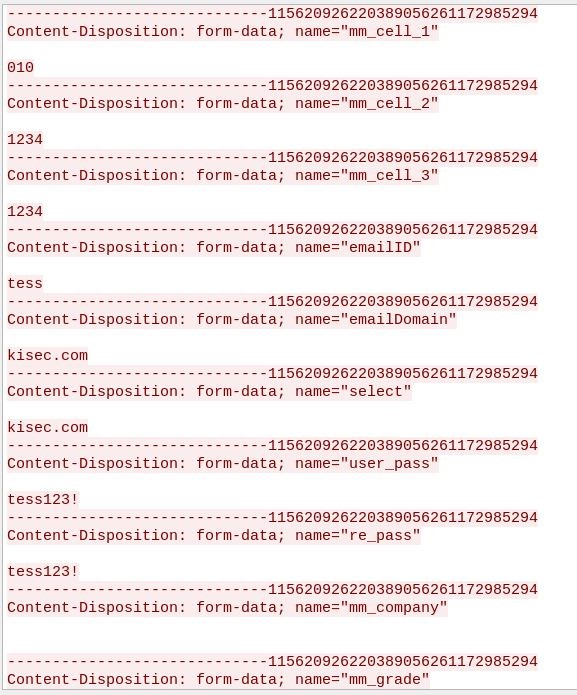 -----------------------------11562092622038905626­1172985294
Content-Disposition: form-data; name="mm_cell_1"
010
-----------------------------115620926220389056261172985294
Content-Disposition: form-data; name="mm_cell_2"
1234
-----------------------------115620926220389056261172985294
Content-Disposition: form-data; name="mm_cell_3"
1234
-----------------------------115620926220389056261172985294
Content-Disposition: form-data; name="emailID"
tess
-----------------------------115620926220389056261172985294
Content-Disposition: form-data; name="emailDomain"
kisec.com
-----------------------------115620926220389056261172985294
Content-Disposition: form-data; name="select"
kisec.com
-----------------------------115620926220389056261172985294
Content-Disposition: form-data; name="user_pass"
tess123!
-----------------------------115620926220389056261172985294
Content-Disposition: form-data; name="re_pass"
tess123!
-----------------------------115620926220389056261172985294
Content-Disposition: form-data; name="mm_company"
-----------------------------115620926220389056261172985294
Content-Disposition: form-data; name="mm_grade"